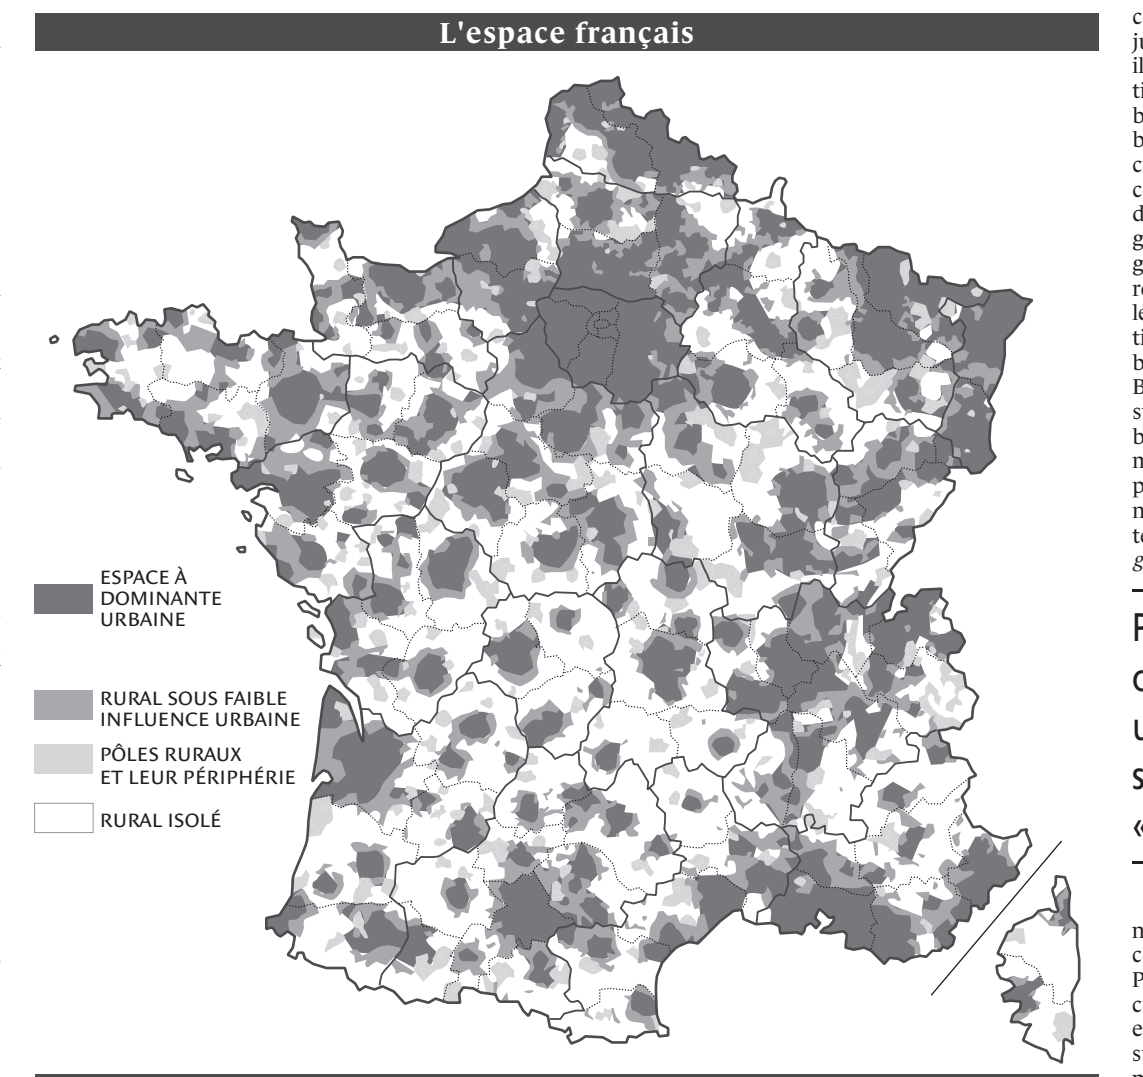 L'espace français
ESPACE À
DOMINANTE
URBAINE
RURAL SOUS FAIBLE
INFLUENCE URBAINE
PÔLES RURAUX
ET LEUR PÉRIPHÉRIE
RURAL ISOLÉ